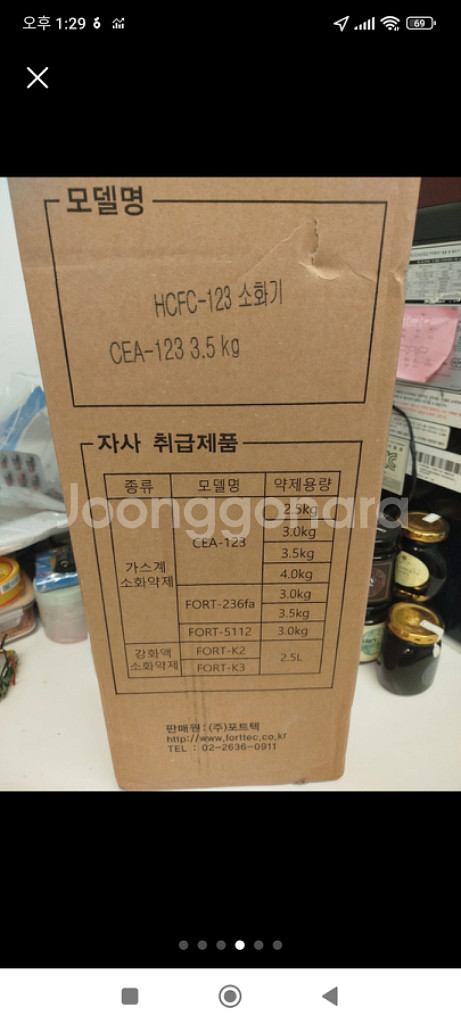 오후 1:29
69
모델명
HCFC-123 소화기
CEA-123 3.5 kg
자사 취급제품
종류 모델명 약제용량
가스계 소화약제 CEA-123 2.5kg
3.0kg
3.5kg
4.0kg
FORT-236fa 3.0kg
3.5kg
FORT-5112 3.0kg
강화액 소화약제 FORT-K2 2.5L
FORT-K3
판매원 : (주)포트텍
http://www.forttec.co.kr
TEL : 02-2636-0911
Joonggonara